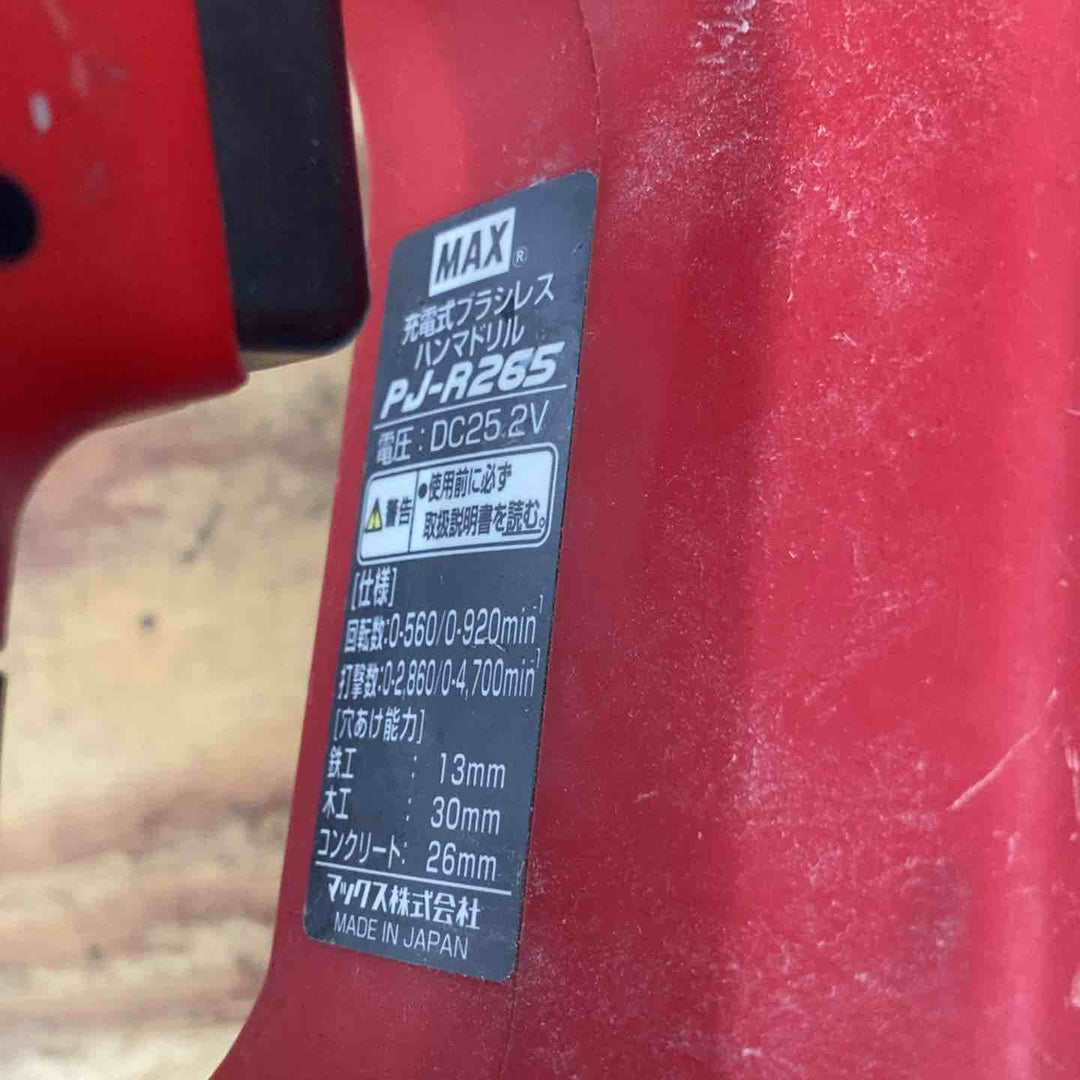 MAX®
充電式ブラシレス
ハンマドリル
PJ-R265
電圧：DC25.2V
警告
●使用前に必ず
取扱説明書を読む。
[仕様]
回転数:0-560/0-920min⁻¹
打撃数:0-2,860/0-4,700min⁻¹
[穴あけ能力]
鉄工 : 13mm
木工 : 30mm
コンクリート: 26mm
マックス株式会社
MADE IN JAPAN